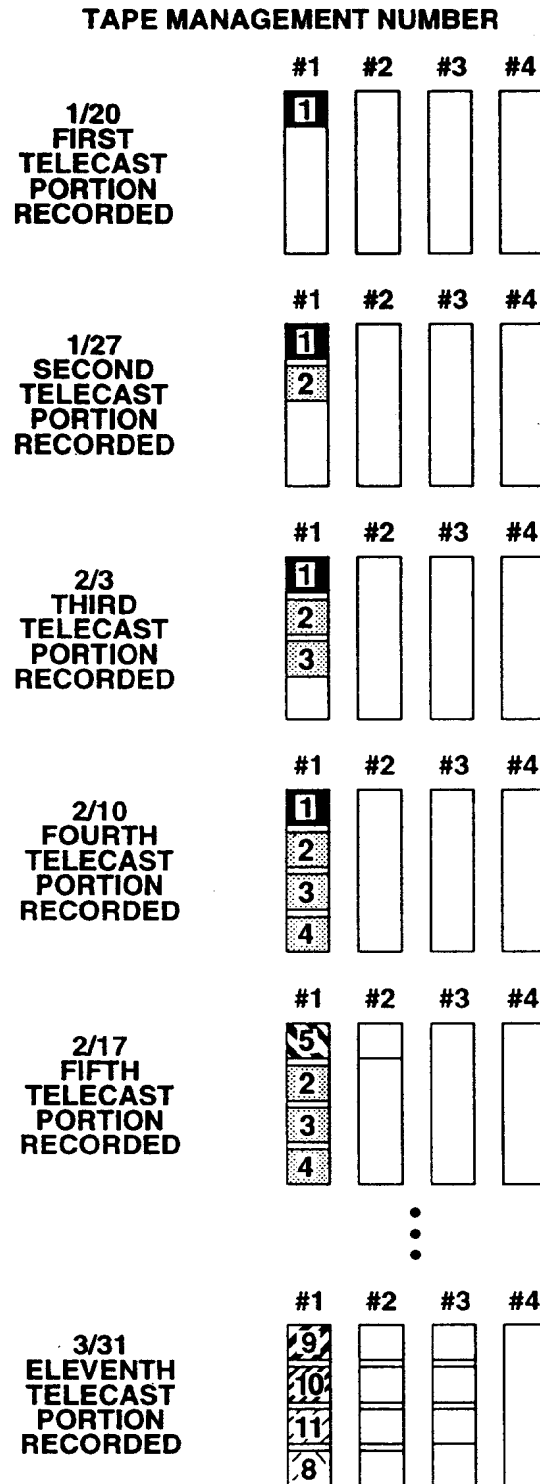 TAPE MANAGEMENT NUMBER
#1 #2 #3 #4
1/20
FIRST
TELECAST
PORTION
RECORDED
1
#1 #2 #3 #4
1/27
SECOND
TELECAST
PORTION
RECORDED
1
2
#1 #2 #3 #4
2/3
THIRD
TELECAST
PORTION
RECORDED
1
2
3
#1 #2 #3 #4
2/10
FOURTH
TELECAST
PORTION
RECORDED
1
2
3
4
#1 #2 #3 #4
2/17
FIFTH
TELECAST
PORTION
RECORDED
5
2
3
4
#1 #2 #3 #4
3/31
ELEVENTH
TELECAST
PORTION
RECORDED
9
10
11
8